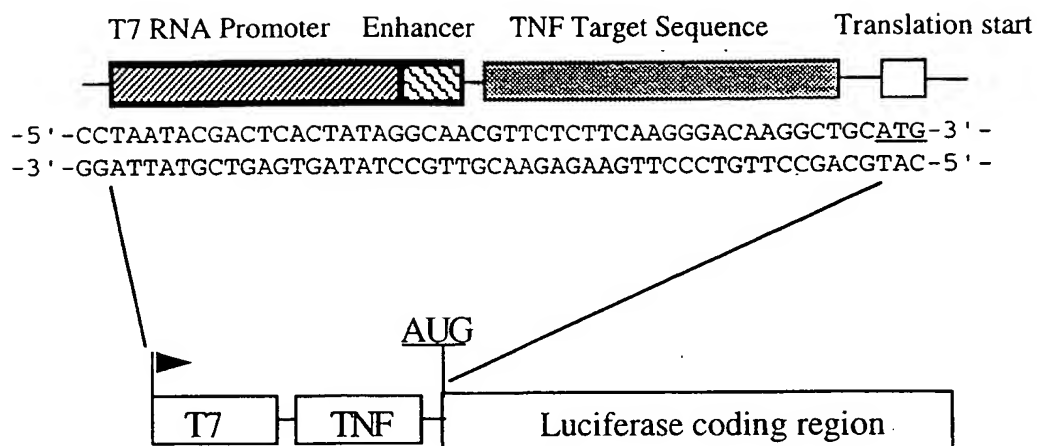 T7 RNA Promoter Enhancer TNF Target Sequence Translation start
-5'-CCTAATACGACTCACTATAGGCAACGTTCTCTTCAAGGGACAAGGCTGCATG-3'-
-3'-GGATTATGCTGAGTGATATCCGTTGCAAGAGAAGTTCCCTGTTCCGACGTAC-5'-
AUG
T7 TNF Luciferase coding region